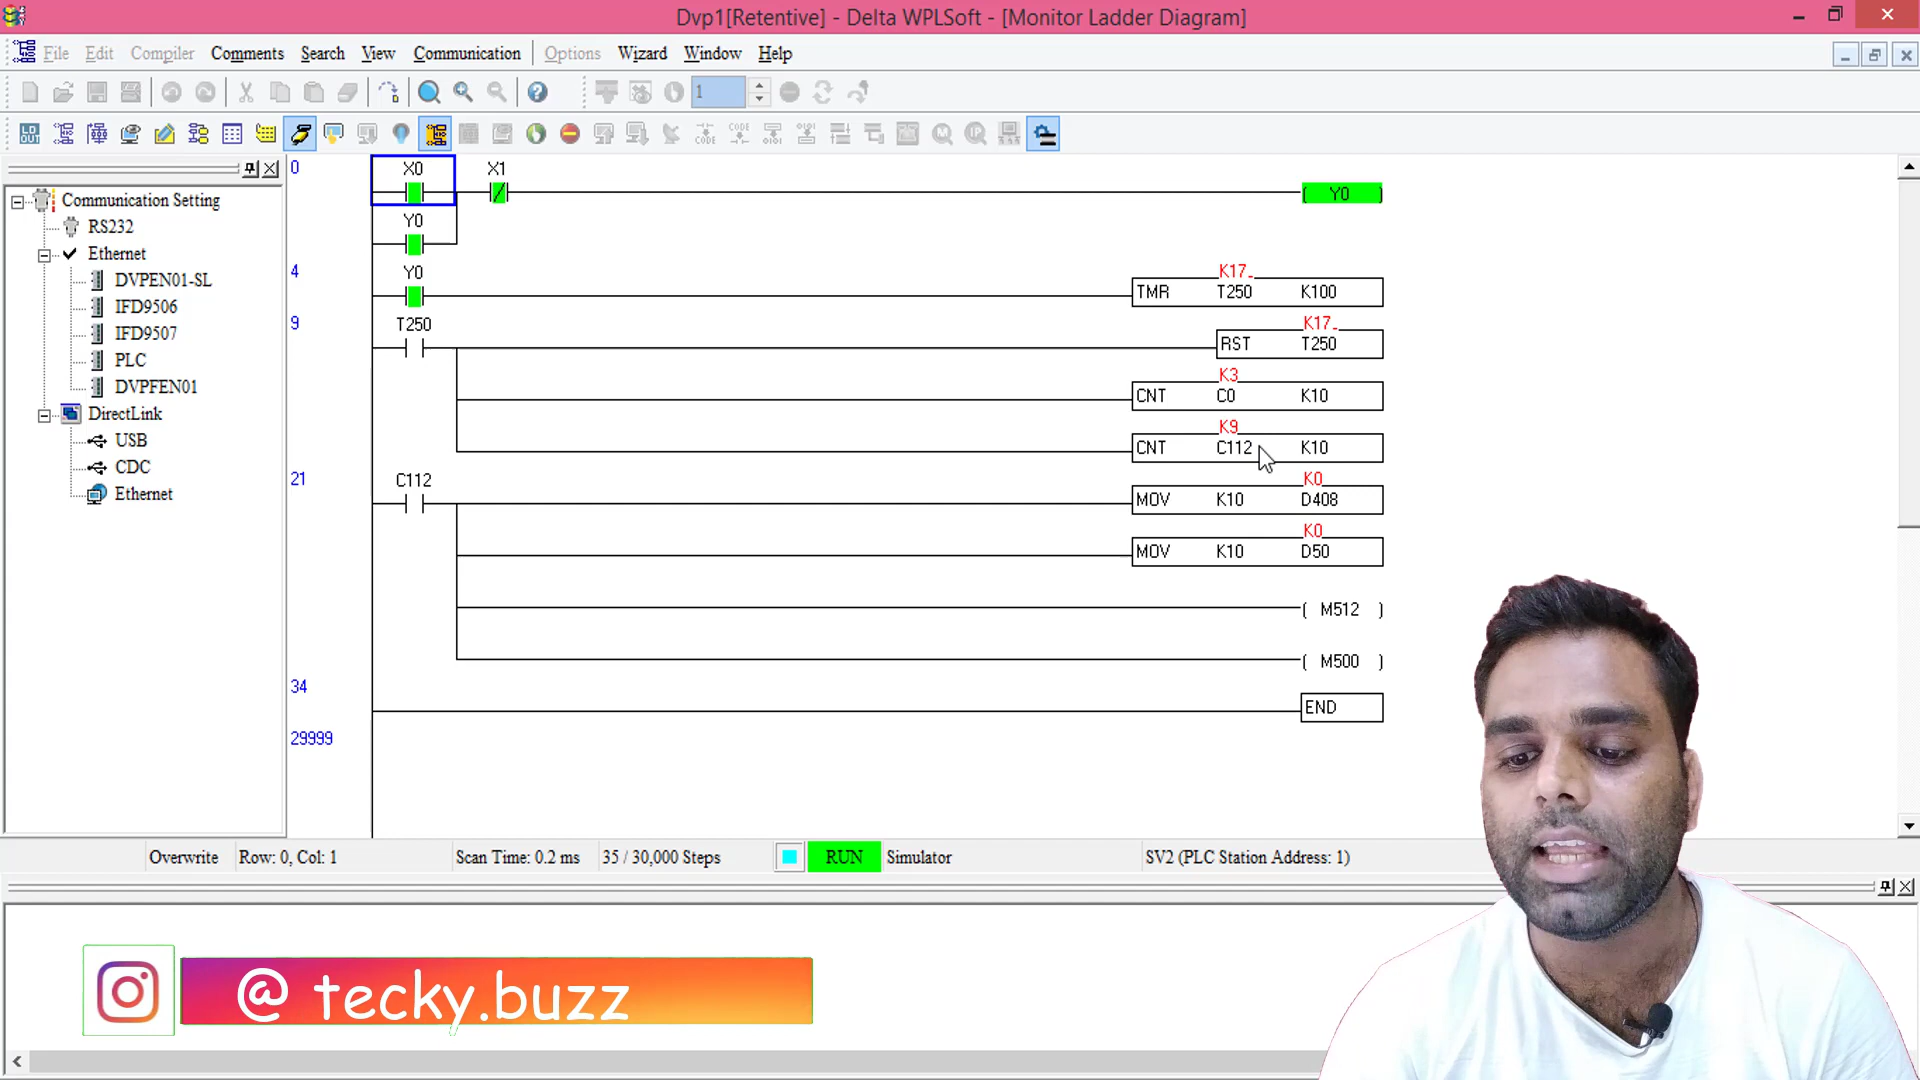 Dvp1[Retentive] - Delta WPLSoft - [Monitor Ladder Diagram]
File Edit Compiler Comments Search View Communication Options Wizard Window Help
1
Communication Setting
RS232
Ethernet
DVPEN01-SL
IFD9506
IFD9507
PLC
DVPFEN01
DirectLink
USB
CDC
Ethernet
0
X0 X1
Y0
Y0
4 Y0 K17
TMR T250 K100
9 T250 K17
RST T250
K3
CNT C0 K10
K9
CNT C112 K10
21 C112 K0
MOV K10 D408
K0
MOV K10 D50
M512
M500
34
END
29999
Overwrite Row: 0, Col: 1 Scan Time: 0.2 ms 35 / 30,000 Steps RUN Simulator SV2 (PLC Station Address: 1)
@ tecky.buzz